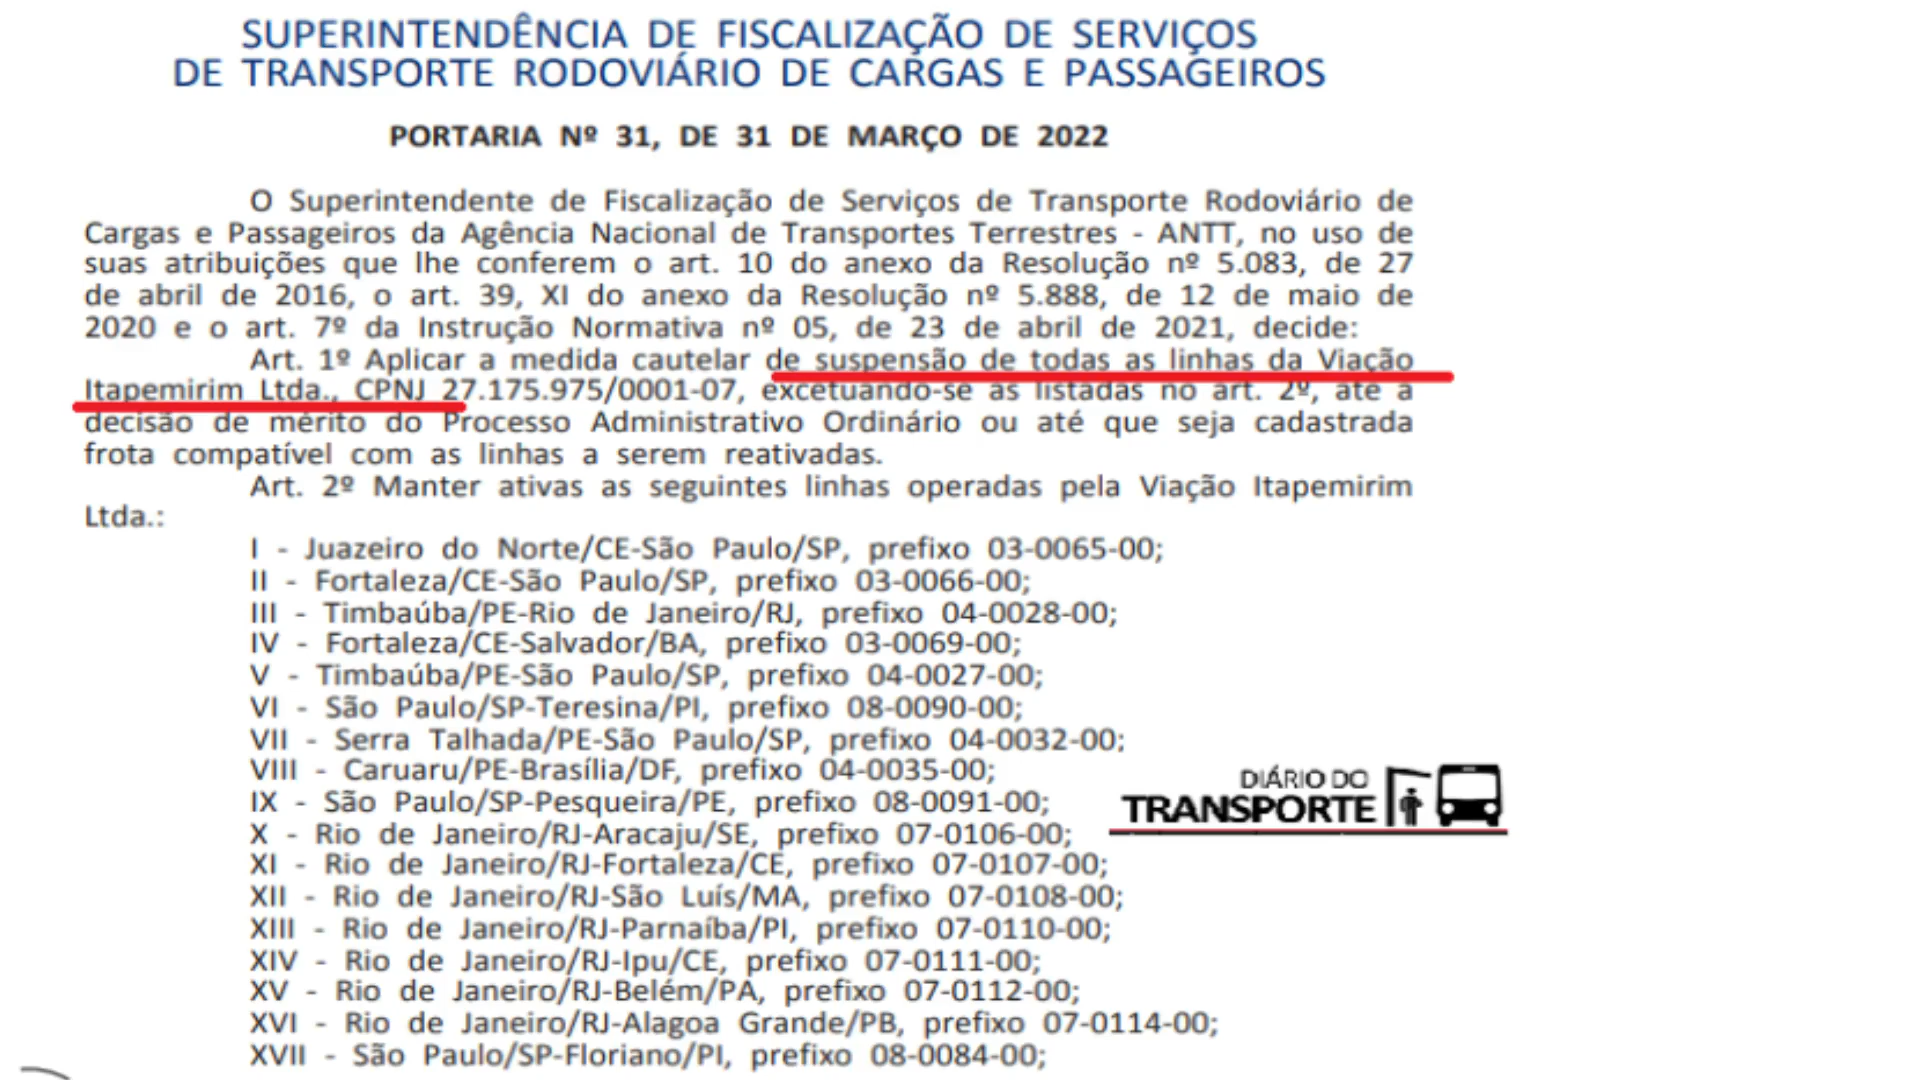 SUPERINTENDÊNCIA DE FISCALIZAÇÃO DE SERVIÇOS
DE TRANSPORTE RODOVIÁRIO DE CARGAS E PASSAGEIROS
PORTARIA Nº 31, DE 31 DE MARÇO DE 2022
O Superintendente de Fiscalização de Serviços de Transporte Rodoviário de
Cargas e Passageiros da Agência Nacional de Transportes Terrestres - ANTT, no uso de
suas atribuições que lhe conferem o art. 10 do anexo da Resolução nº 5.083, de 27
de abril de 2016, o art. 39, XI do anexo da Resolução nº 5.888, de 12 de maio de
2020 e o art. 7º da Instrução Normativa nº 05, de 23 de abril de 2021, decide:
Art. 1º Aplicar a medida cautelar de suspensão de todas as linhas da Viação
Itapemirim Ltda., CPNJ 27.175.975/0001-07, excetuando-se as listadas no art. 2º, até a
decisão de mérito do Processo Administrativo Ordinário ou até que seja cadastrada
frota compatível com as linhas a serem reativadas.
Art. 2º Manter ativas as seguintes linhas operadas pela Viação Itapemirim
Ltda.:
I - Juazeiro do Norte/CE-São Paulo/SP, prefixo 03-0065-00;
II - Fortaleza/CE-São Paulo/SP, prefixo 03-0066-00;
III - Timbaúba/PE-Rio de Janeiro/RJ, prefixo 04-0028-00;
IV - Fortaleza/CE-Salvador/BA, prefixo 03-0069-00;
V - Timbaúba/PE-São Paulo/SP, prefixo 04-0027-00;
VI - São Paulo/SP-Teresina/PI, prefixo 08-0090-00;
VII - Serra Talhada/PE-São Paulo/SP, prefixo 04-0032-00;
VIII - Caruaru/PE-Brasília/DF, prefixo 04-0035-00;
IX - São Paulo/SP-Pesqueira/PE, prefixo 08-0091-00;
X - Rio de Janeiro/RJ-Aracaju/SE, prefixo 07-0106-00;
XI - Rio de Janeiro/RJ-Fortaleza/CE, prefixo 07-0107-00;
XII - Rio de Janeiro/RJ-São Luís/MA, prefixo 07-0108-00;
XIII - Rio de Janeiro/RJ-Parnaíba/PI, prefixo 07-0110-00;
XIV - Rio de Janeiro/RJ-Ipu/CE, prefixo 07-0111-00;
XV - Rio de Janeiro/RJ-Belém/PA, prefixo 07-0112-00;
XVI - Rio de Janeiro/RJ-Alagoa Grande/PB, prefixo 07-0114-00;
XVII - São Paulo/SP-Floriano/PI, prefixo 08-0084-00;
DIÁRIO DO
TRANSPORTE